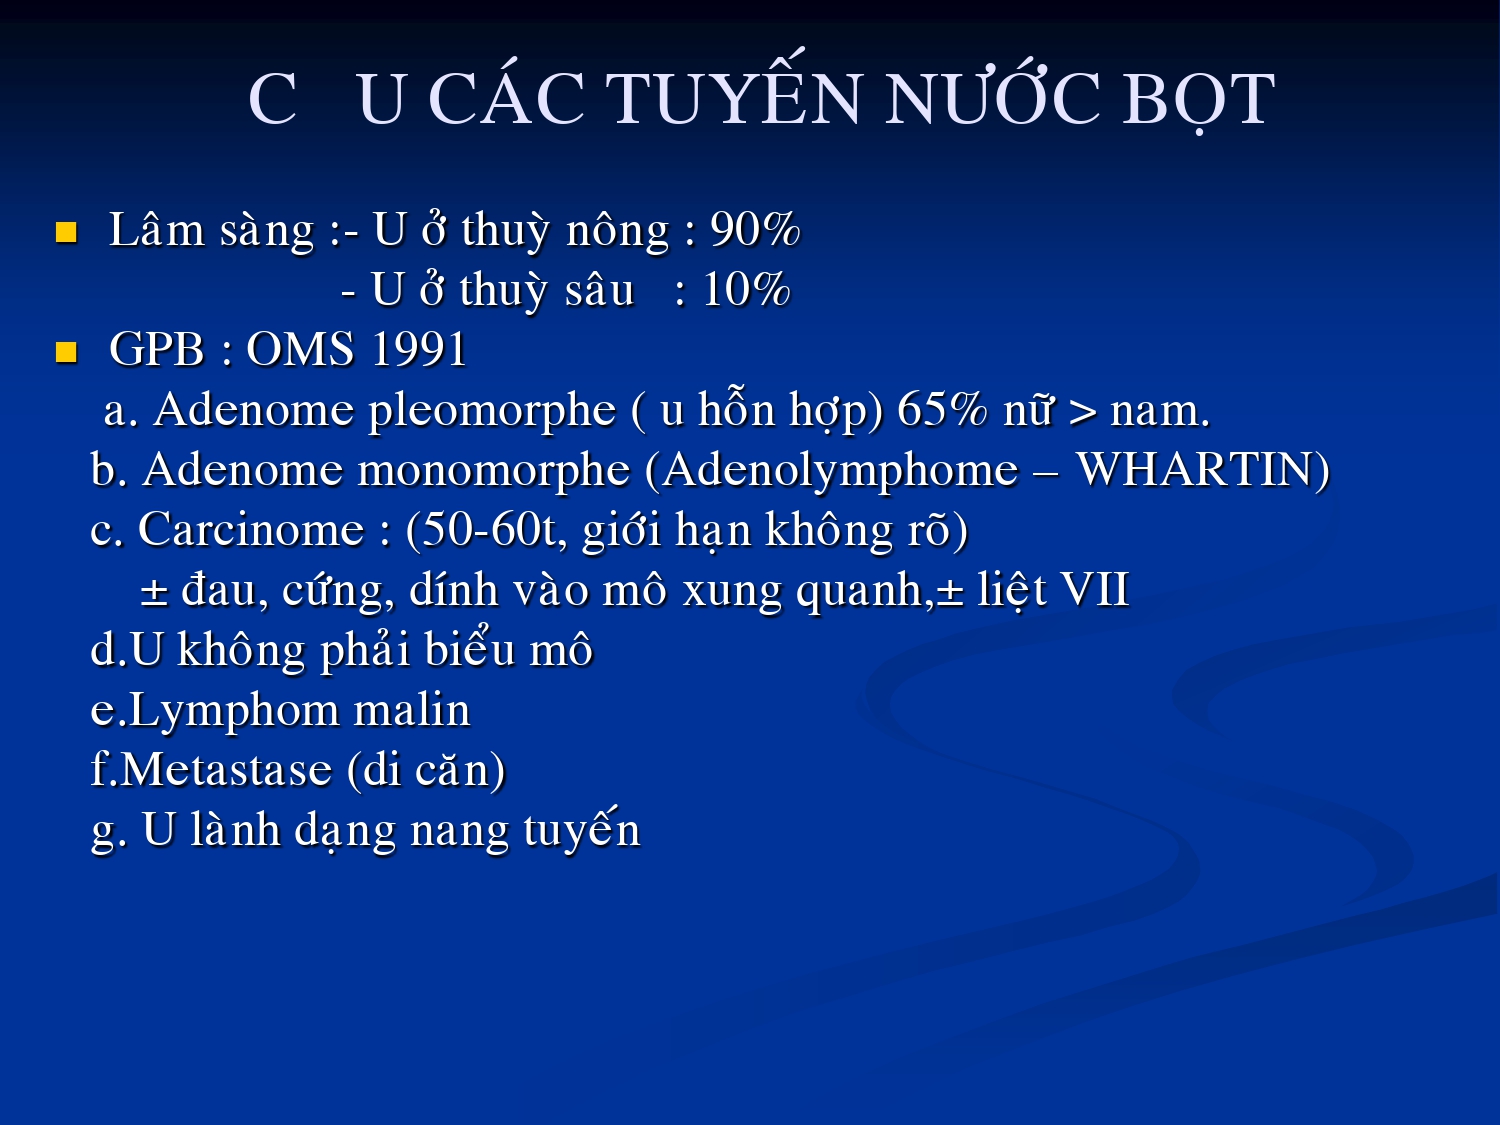 C U CÁC TUYẾN NƯỚC BỌT
Lâm sàng :- U ở thuỳ nông : 90%
- U ở thuỳ sâu : 10%
GPB : OMS 1991
a. Adenome pleomorphe ( u hỗn hợp) 65% nữ > nam.
b. Adenome monomorphe (Adenolymphome – WHARTIN)
c. Carcinome : (50-60t, giới hạn không rõ)
± đau, cứng, dính vào mô xung quanh,± liệt VII
d.U không phải biểu mô
e.Lymphom malin
f.Metastase (di căn)
g. U lành dạng nang tuyến